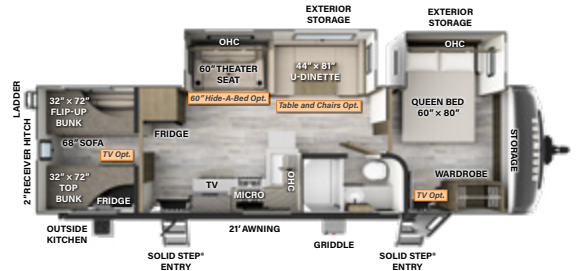 EXTERIOR
STORAGE
EXTERIOR
STORAGE
OHC
OHC
60" THEATER
SEAT
44" x 81"
U-DINETTE
60" Hide-A-Bed Opt.
Table and Chairs Opt.
LADDER
2" RECEIVER HITCH
32" x 72"
FLIP-UP
BUNK
FRIDGE
68" SOFA
TV Opt.
32" x 72"
TOP
BUNK
FRIDGE
QUEEN BED
60" x 80"
STORAGE
WARDROBE
TV Opt.
OHC
TV
MICRO
OUTSIDE
KITCHEN
21' AWNING
GRIDDLE
SOLID STEP®
ENTRY
SOLID STEP®
ENTRY